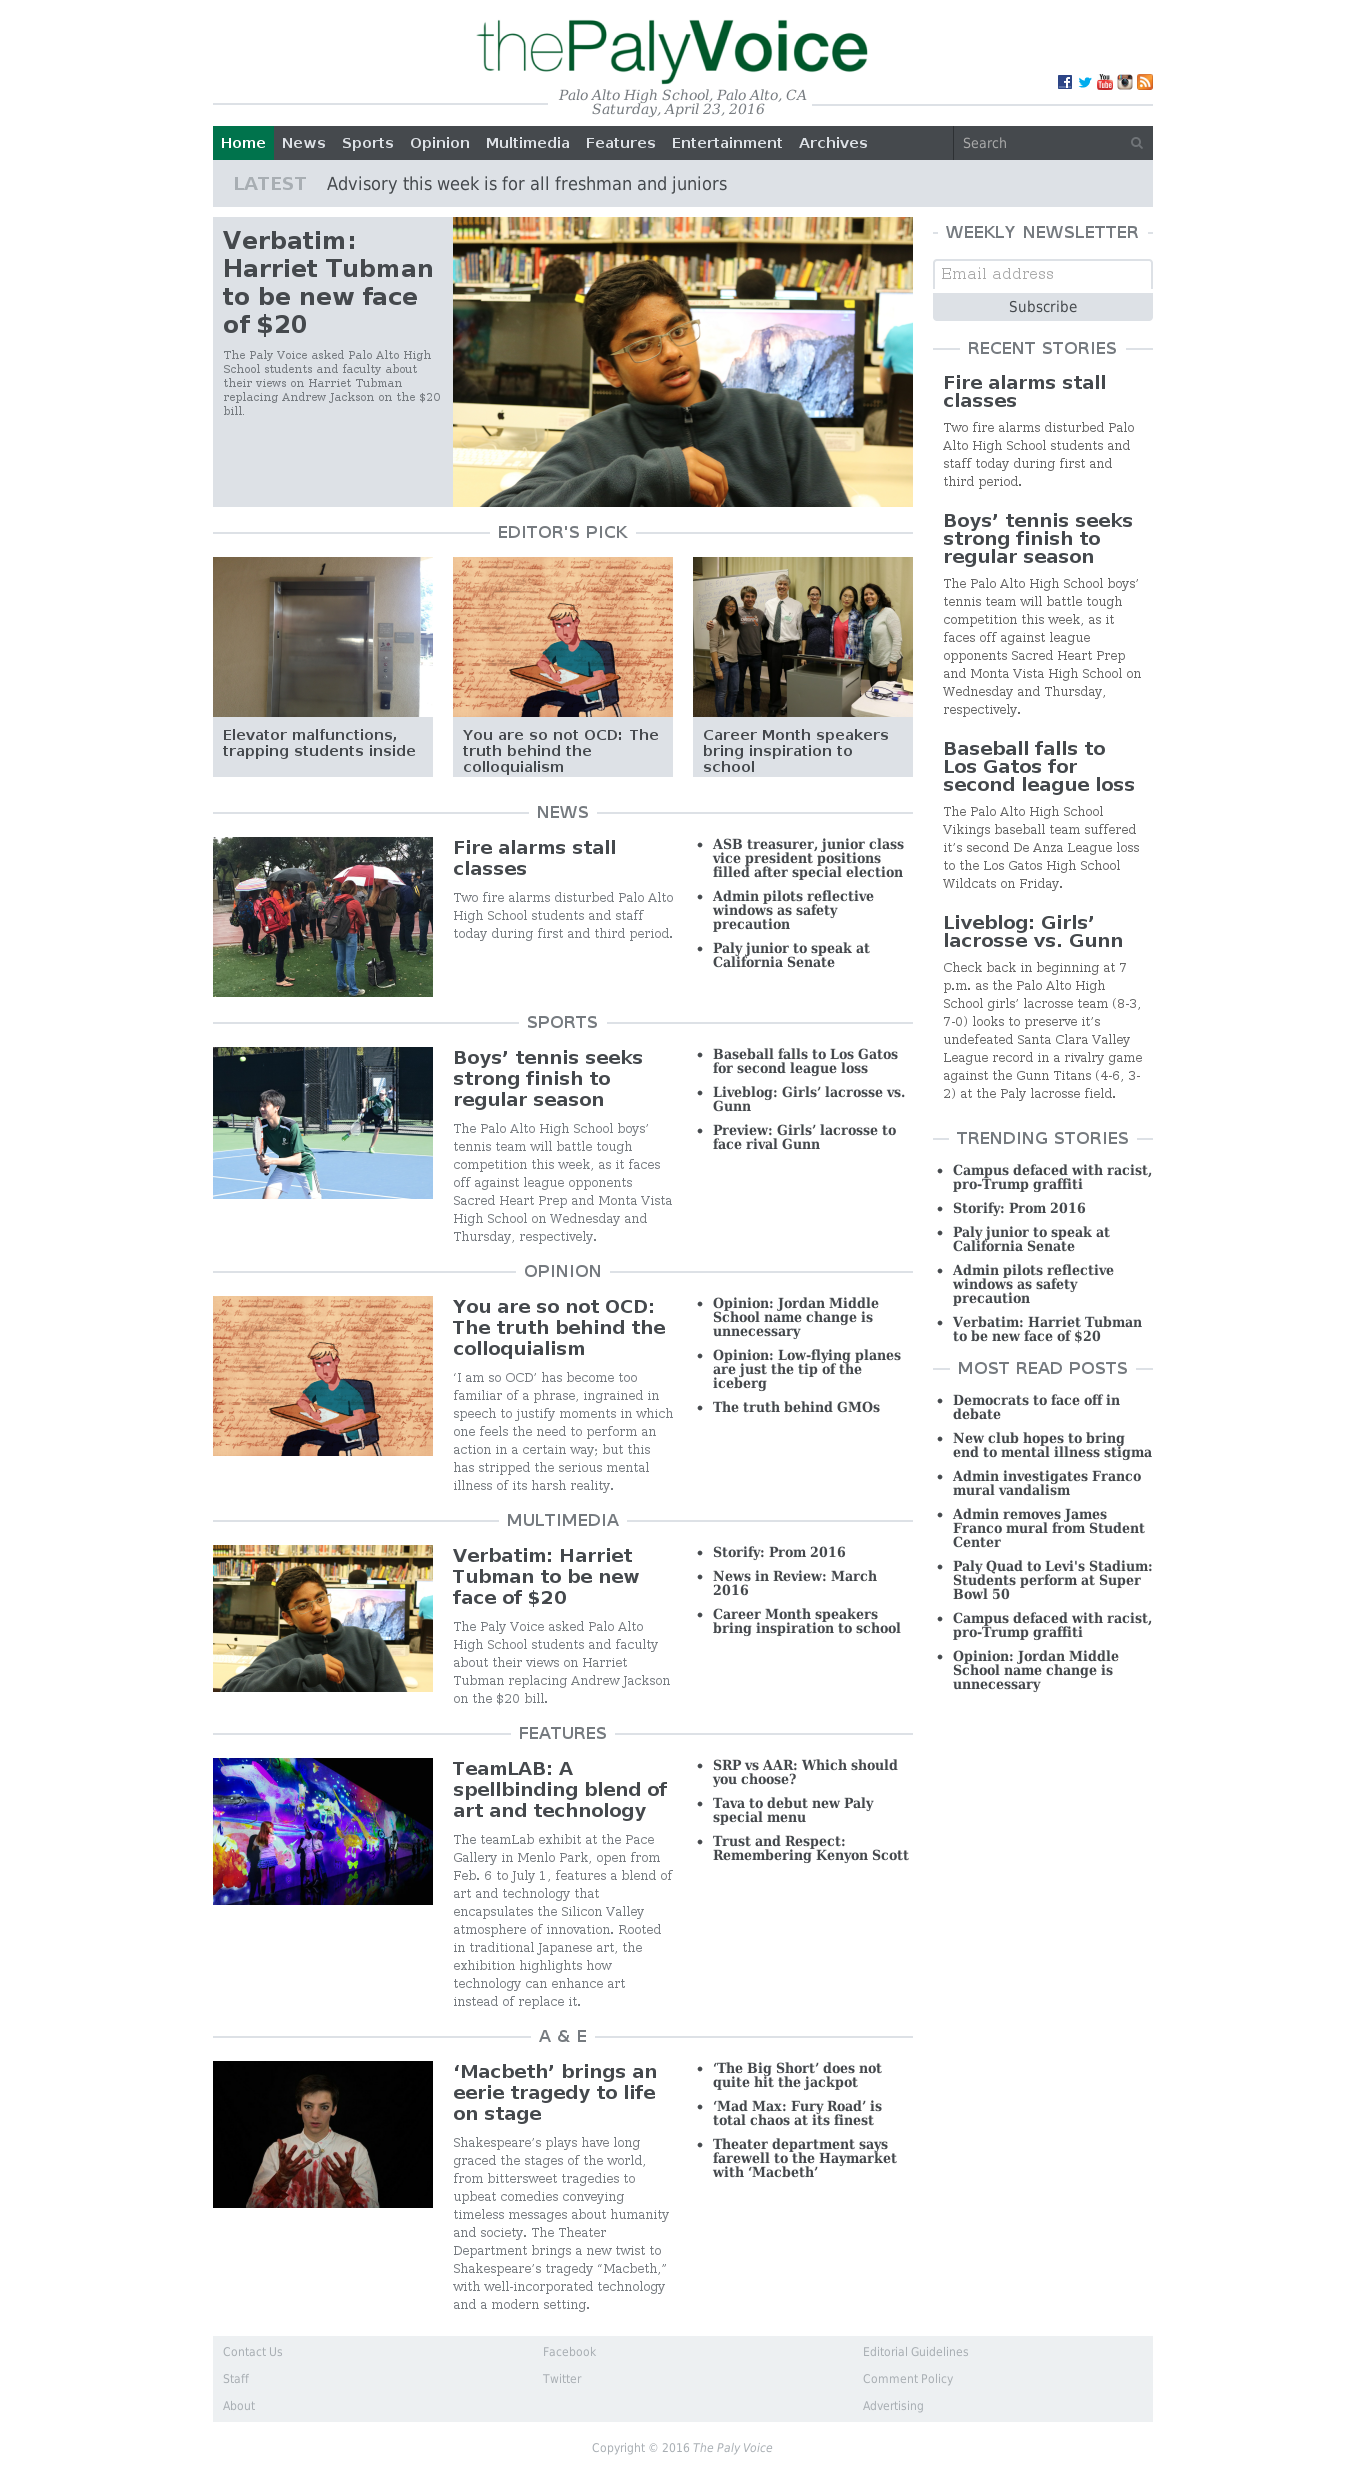 thePalyVoice
Palo Alto High School, Palo Alto, CA
Saturday, April 23, 2016
Home News Sports Opinion Multimedia Features Entertainment Archives Search
LATEST Advisory this week is for all freshman and juniors
Verbatim:
Harriet Tubman
to be new face
of $20
The Paly Voice asked Palo Alto High
School students and faculty about
their views on Harriet Tubman
replacing Andrew Jackson on the $20
bill.
EDITOR'S PICK
1
Elevator malfunctions,
trapping students inside
You are so not OCD: The
truth behind the
colloquialism
Career Month speakers
bring inspiration to
school
NEWS
Fire alarms stall
classes
Two fire alarms disturbed Palo Alto
High School students and staff
today during first and third period.
• ASB treasurer, junior class
vice president positions
filled after special election
• Admin pilots reflective
windows as safety
precaution
• Paly junior to speak at
California Senate
SPORTS
Boys’ tennis seeks
strong finish to
regular season
The Palo Alto High School boys’
tennis team will battle tough
competition this week, as it faces
off against league opponents
Sacred Heart Prep and Monta Vista
High School on Wednesday and
Thursday, respectively.
• Baseball falls to Los Gatos
for second league loss
• Liveblog: Girls’ lacrosse vs.
Gunn
• Preview: Girls’ lacrosse to
face rival Gunn
OPINION
You are so not OCD:
The truth behind the
colloquialism
‘I am so OCD’ has become too
familiar of a phrase, ingrained in
speech to justify moments in which
one feels the need to perform an
action in a certain way; but this
has stripped the serious mental
illness of its harsh reality.
• Opinion: Jordan Middle
School name change is
unnecessary
• Opinion: Low-flying planes
are just the tip of the
iceberg
• The truth behind GMOs
MULTIMEDIA
Verbatim: Harriet
Tubman to be new
face of $20
The Paly Voice asked Palo Alto
High School students and faculty
about their views on Harriet
Tubman replacing Andrew Jackson
on the $20 bill.
• Storify: Prom 2016
• News in Review: March
2016
• Career Month speakers
bring inspiration to school
FEATURES
TeamLAB: A
spellbinding blend of
art and technology
The teamLab exhibit at the Pace
Gallery in Menlo Park, open from
Feb. 6 to July 1, features a blend of
art and technology that
encapsulates the Silicon Valley
atmosphere of innovation. Rooted
in traditional Japanese art, the
exhibition highlights how
technology can enhance art
instead of replace it.
• SRP vs AAR: Which should
you choose?
• Tava to debut new Paly
special menu
• Trust and Respect:
Remembering Kenyon Scott
A & E
‘Macbeth’ brings an
eerie tragedy to life
on stage
Shakespeare’s plays have long
graced the stages of the world,
from bittersweet tragedies to
upbeat comedies conveying
timeless messages about humanity
and society. The Theater
Department brings a new twist to
Shakespeare’s tragedy “Macbeth,”
with well-incorporated technology
and a modern setting.
• ‘The Big Short’ does not
quite hit the jackpot
• ‘Mad Max: Fury Road’ is
total chaos at its finest
• Theater department says
farewell to the Haymarket
with ‘Macbeth’
WEEKLY NEWSLETTER
Email address
Subscribe
RECENT STORIES
Fire alarms stall
classes
Two fire alarms disturbed Palo
Alto High School students and
staff today during first and
third period.
Boys’ tennis seeks
strong finish to
regular season
The Palo Alto High School boys’
tennis team will battle tough
competition this week, as it
faces off against league
opponents Sacred Heart Prep
and Monta Vista High School on
Wednesday and Thursday,
respectively.
Baseball falls to
Los Gatos for
second league loss
The Palo Alto High School
Vikings baseball team suffered
it’s second De Anza League loss
to the Los Gatos High School
Wildcats on Friday.
Liveblog: Girls’
lacrosse vs. Gunn
Check back in beginning at 7
p.m. as the Palo Alto High
School girls’ lacrosse team (8-3,
7-0) looks to preserve it’s
undefeated Santa Clara Valley
League record in a rivalry game
against the Gunn Titans (4-6, 3-
2) at the Paly lacrosse field.
TRENDING STORIES
• Campus defaced with racist,
pro-Trump graffiti
• Storify: Prom 2016
• Paly junior to speak at
California Senate
• Admin pilots reflective
windows as safety
precaution
• Verbatim: Harriet Tubman
to be new face of $20
MOST READ POSTS
• Democrats to face off in
debate
• New club hopes to bring
end to mental illness stigma
• Admin investigates Franco
mural vandalism
• Admin removes James
Franco mural from Student
Center
• Paly Quad to Levi's Stadium:
Students perform at Super
Bowl 50
• Campus defaced with racist,
pro-Trump graffiti
• Opinion: Jordan Middle
School name change is
unnecessary
Contact Us Facebook Editorial Guidelines
Staff Twitter Comment Policy
About Advertising
Copyright © 2016 The Paly Voice